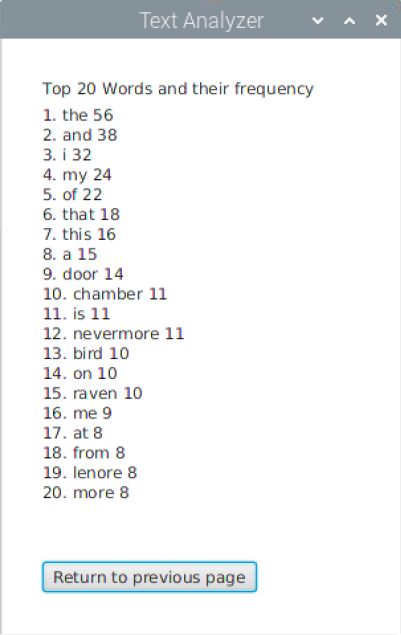 Text Analyzer
Top 20 Words and their frequency
1. the 56
2. and 38
3. i 32
4. my 24
5. of 22
6. that 18
7. this 16
8. a 15
9. door 14
10. chamber 11
11. is 11
12. nevermore 11
13. bird 10
14. on 10
15. raven 10
16. me 9
17. at 8
18. from 8
19. lenore 8
20. more 8
Return to previous page